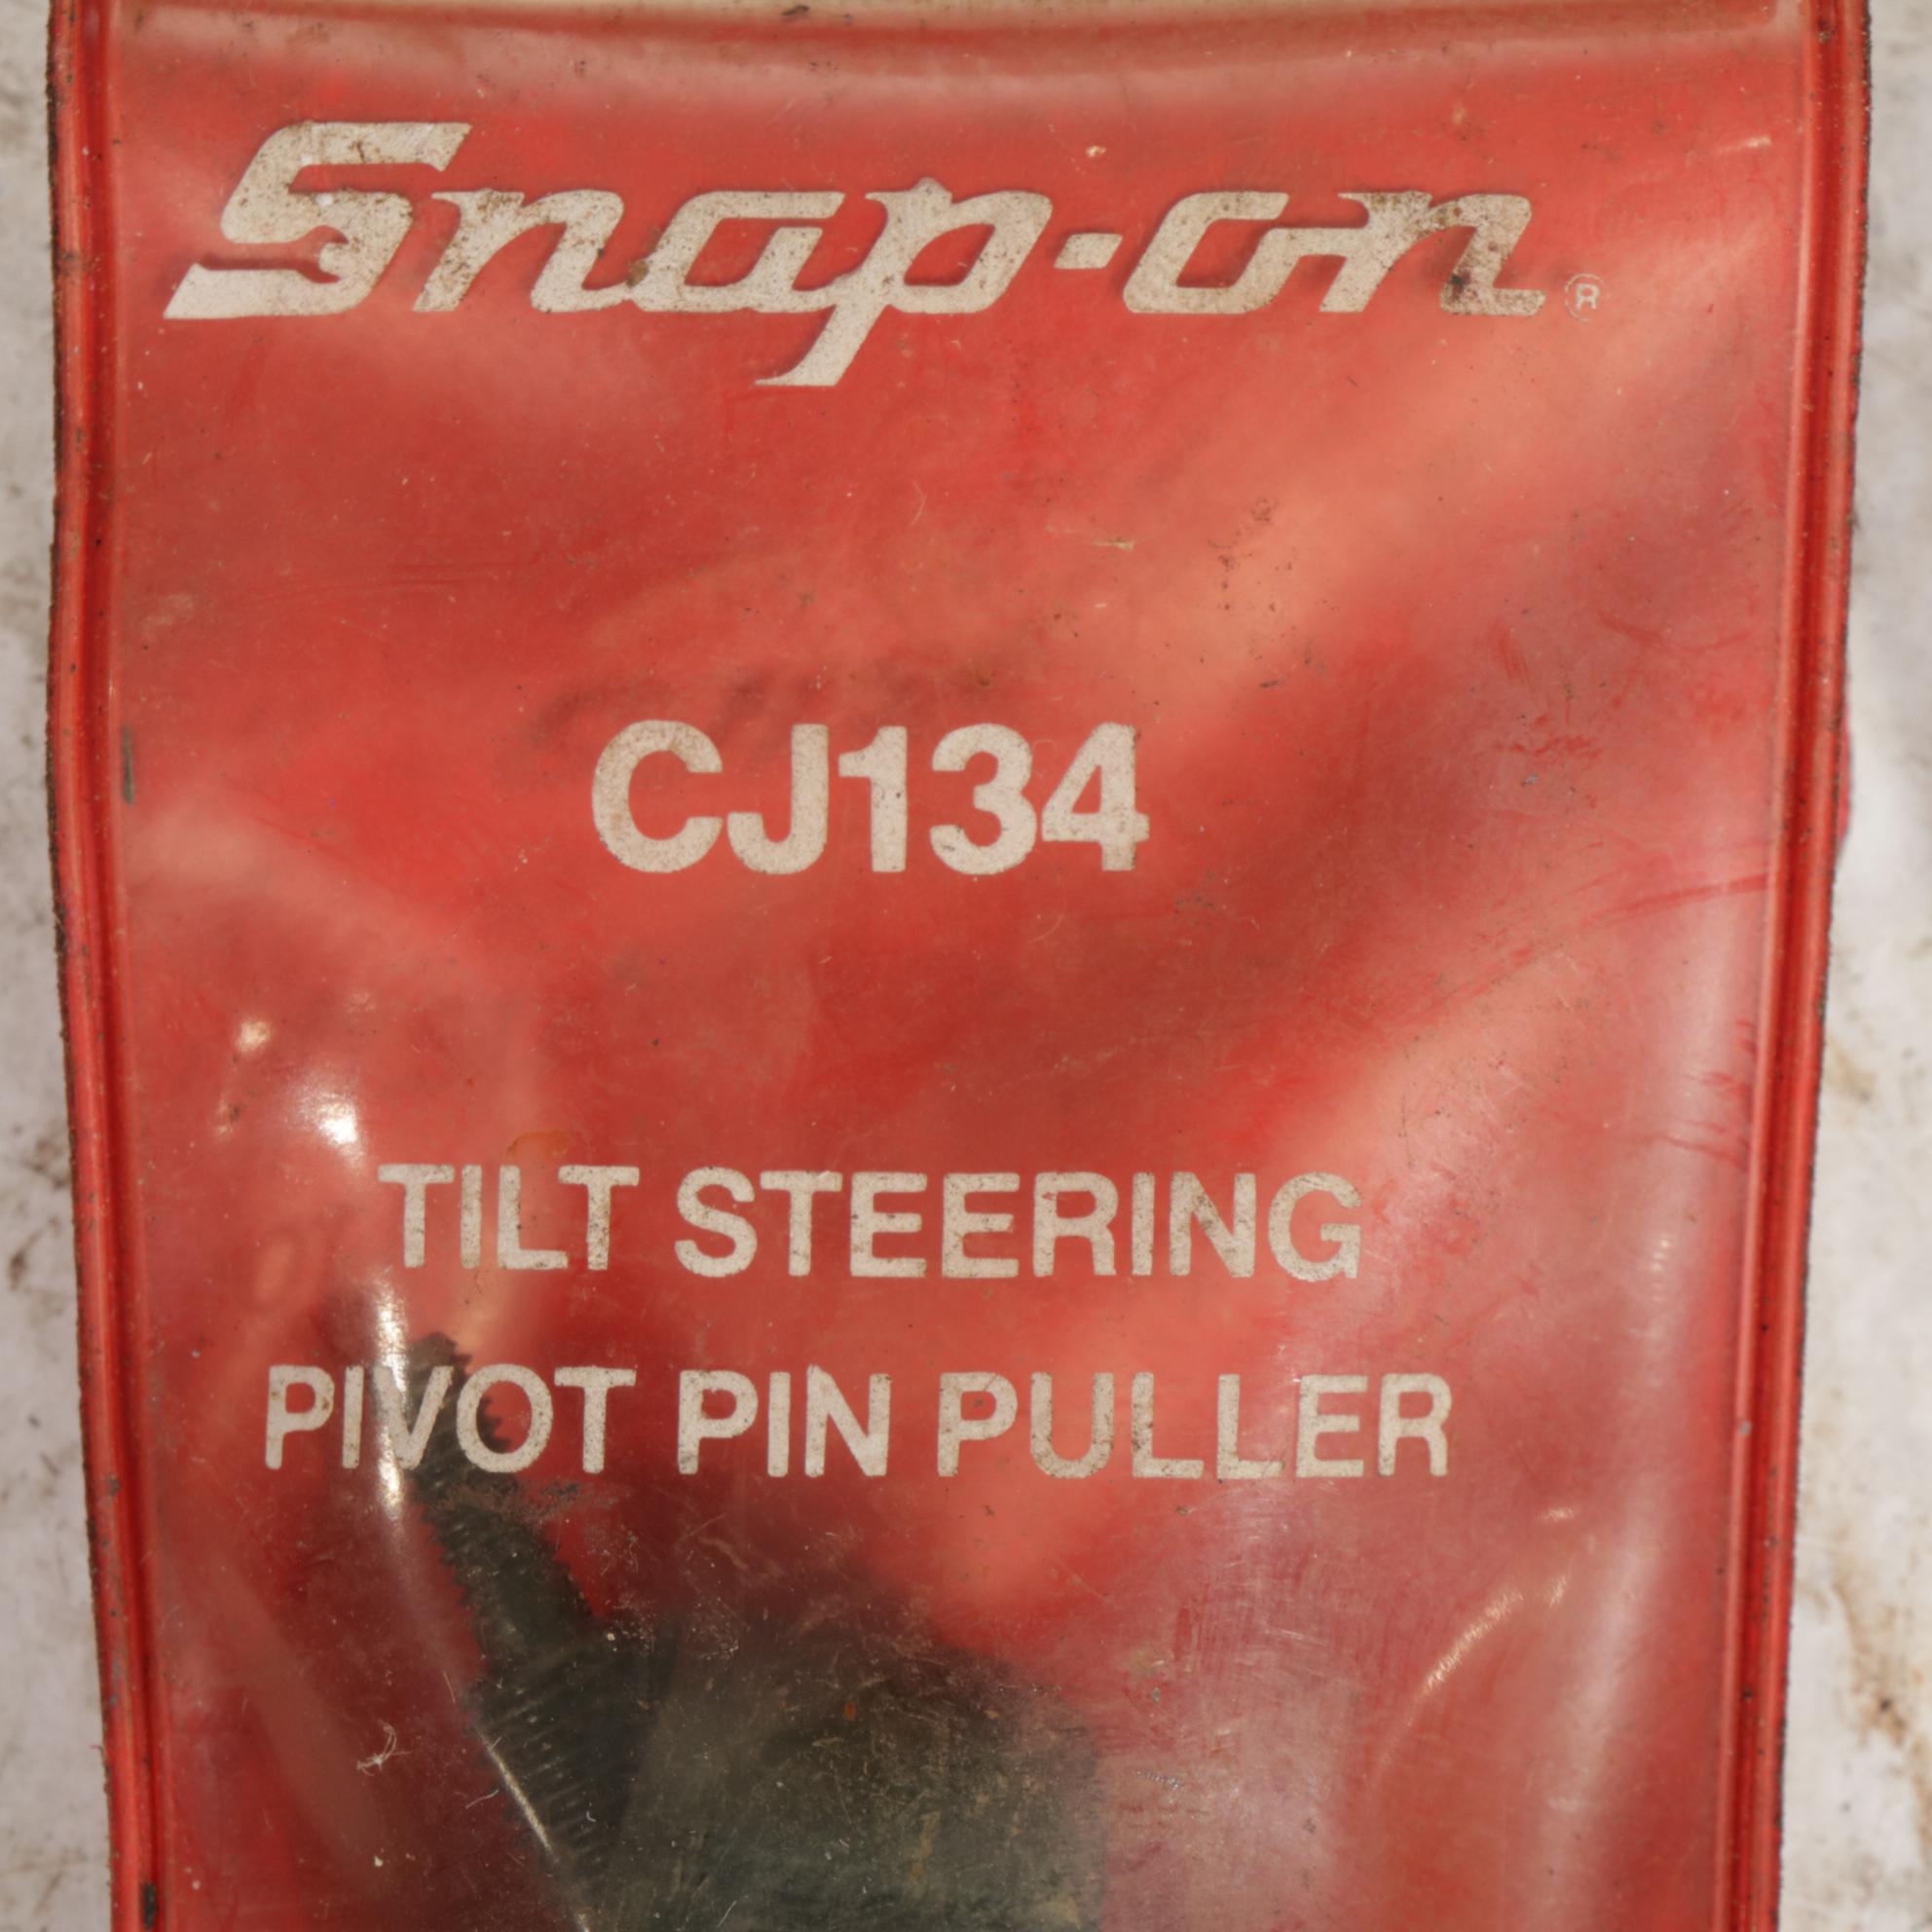 Snap-on®
CJ134
TILT STEERING
PIVOT PIN PULLER